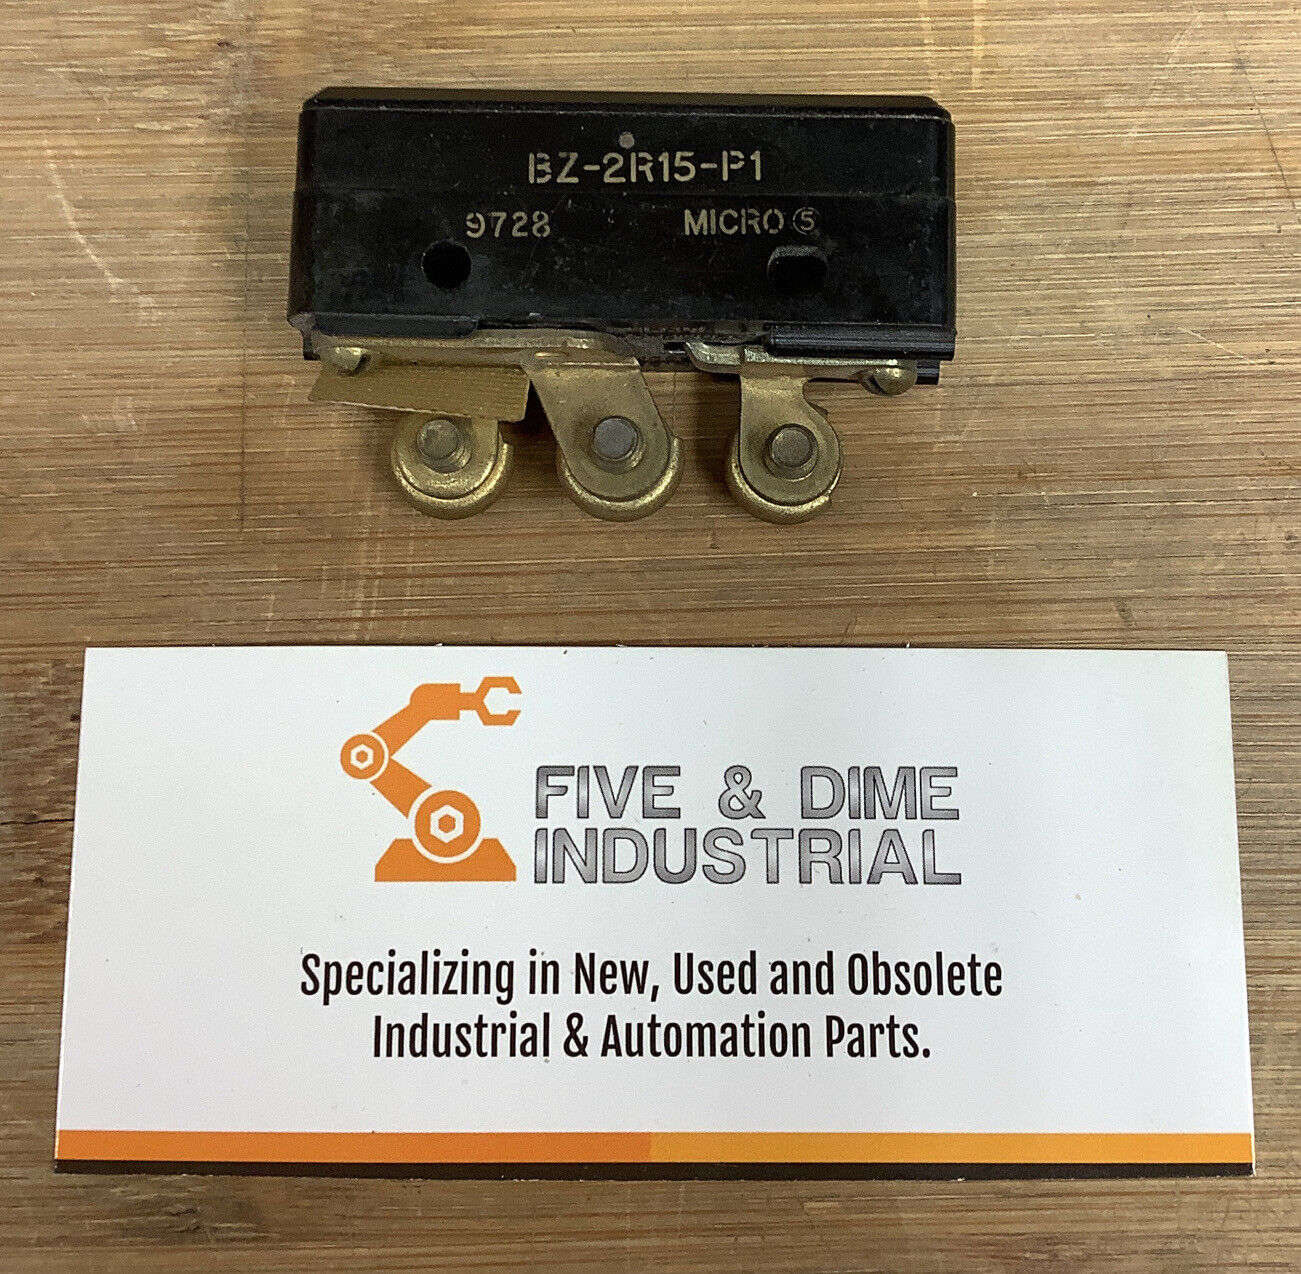 BZ-2R15-P1
9728 MICRO Ⓢ
FIVE & DIME
INDUSTRIAL
Specializing in New, Used and Obsolete
Industrial & Automation Parts.